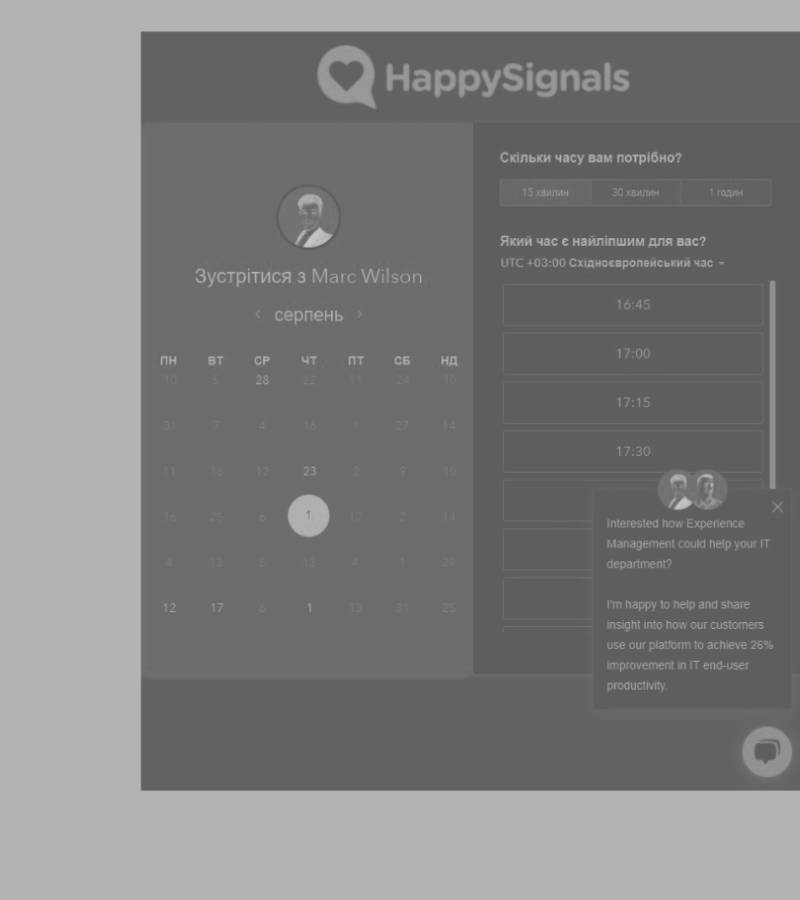 HappySignals
Зустрітися з Marc Wilson
серпень
ПН ВТ СР ЧТ ПТ СБ НД
10 5 28 22 11 24 10
31 7 4 16 1 27 14
11 16 12 23 2 9 10
16 25 6 1 12 2 14
4 13 5 13 4 1 29
12 17 6 1 13 31 25
Скільки часу вам потрібно?
15 хвилин 30 хвилин 1 годин
Який час є найліпшим для вас?
UTC +03:00 Східноєвропейський час
16:45
17:00
17:15
17:30
Interested how Experience
Management could help your IT
department?
I'm happy to help and share
insight into how our customers
use our platform to achieve 26%
improvement in IT end-user
productivity.